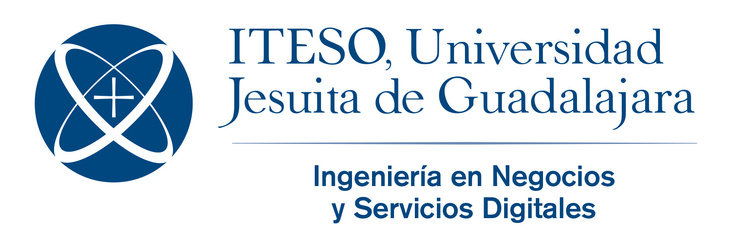 ITESO, Universidad
Jesuita de Guadalajara
Ingeniería en Negocios
y Servicios Digitales